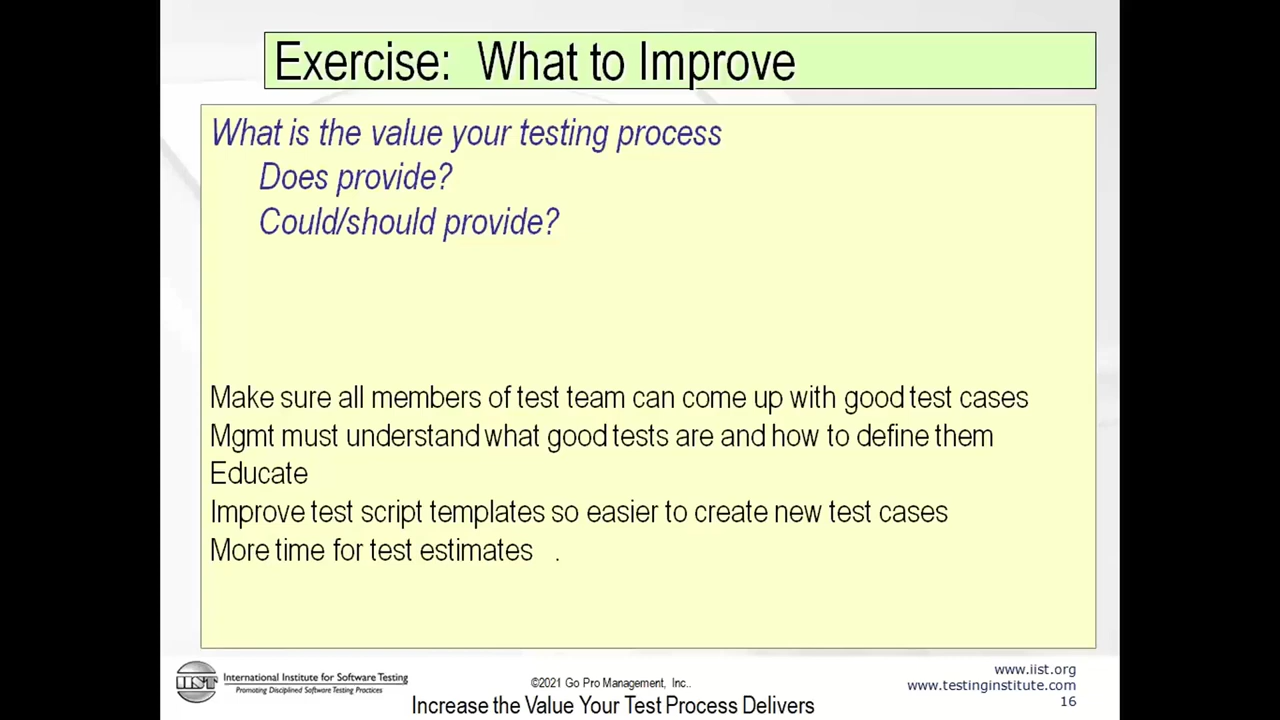 Exercise: What to Improve
What is the value your testing process
Does provide?
Could/should provide?
Make sure all members of test team can come up with good test cases
Mgmt must understand what good tests are and how to define them
Educate
Improve test script templates so easier to create new test cases
More time for test estimates .
IIST
International Institute for Software Testing
Promoting Disciplined Software Testing Practices
©2021 Go Pro Management, Inc..
Increase the Value Your Test Process Delivers
www.iist.org
www.testinginstitute.com
16